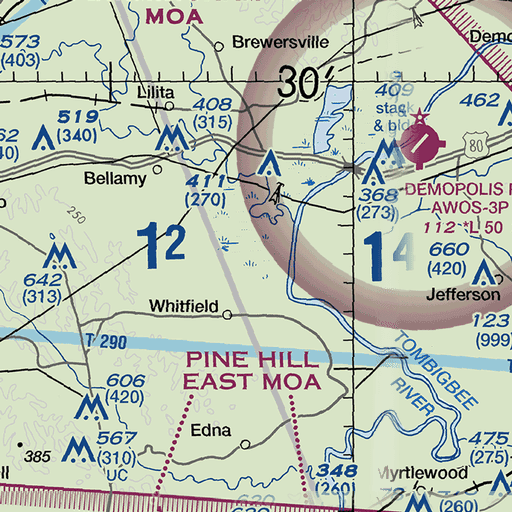 MOA
573
(403)
Brewersville
Demo
30'
Lilita
408
(315)
409
stack
& bldg
462
519
(340)
80
Bellamy
411
(270)
368
(273)
DEMOPOLIS
AWOS-3P
112 *L 50
250
12
14
660
(420)
642
(313)
Jefferson
Whitfield
123
(999)
T 290
PINE HILL
EAST MOA
TOMBIGBEE
RIVER
606
(420)
567
(310)
UC
Edna
385
348
(260)
475
(275)
Myrtlewood
(260)